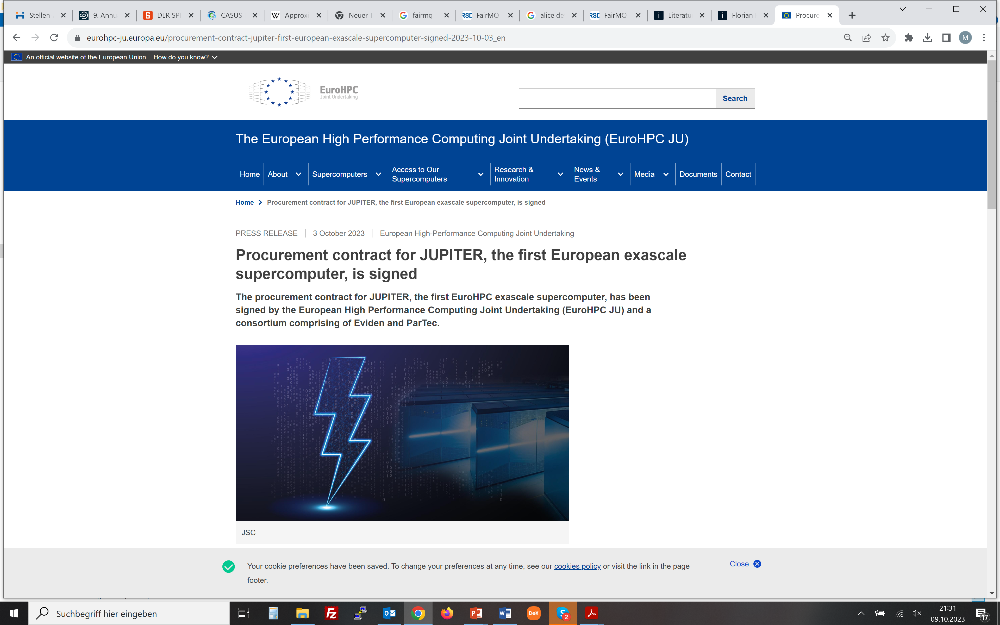 Stellen-
9. Annu
DER SPI
CASUS
Approxi
Neuer T
fairmq -
FairMQ
alice de
FairMQ
Literatu
Florian
Procure
eurohpc-ju.europa.eu/procurement-contract-jupiter-first-european-exascale-supercomputer-signed-2023-10-03_en
M
An official website of the European Union How do you know?
EuroHPC
Joint Undertaking
Search
The European High Performance Computing Joint Undertaking (EuroHPC JU)
Home
About
Supercomputers
Access to Our
Supercomputers
Research &
Innovation
News &
Events
Media
Documents
Contact
Home > Procurement contract for JUPITER, the first European exascale supercomputer, is signed
PRESS RELEASE | 3 October 2023 | European High-Performance Computing Joint Undertaking
Procurement contract for JUPITER, the first European exascale
supercomputer, is signed
The procurement contract for JUPITER, the first EuroHPC exascale supercomputer, has been
signed by the European High Performance Computing Joint Undertaking (EuroHPC JU) and a
consortium comprising of Eviden and ParTec.
JSC
Your cookie preferences have been saved. To change your preferences at any time, see our cookies policy or visit the link in the page
footer.
Close
Suchbegriff hier eingeben
DeX
2
21:31
09.10.2023
17